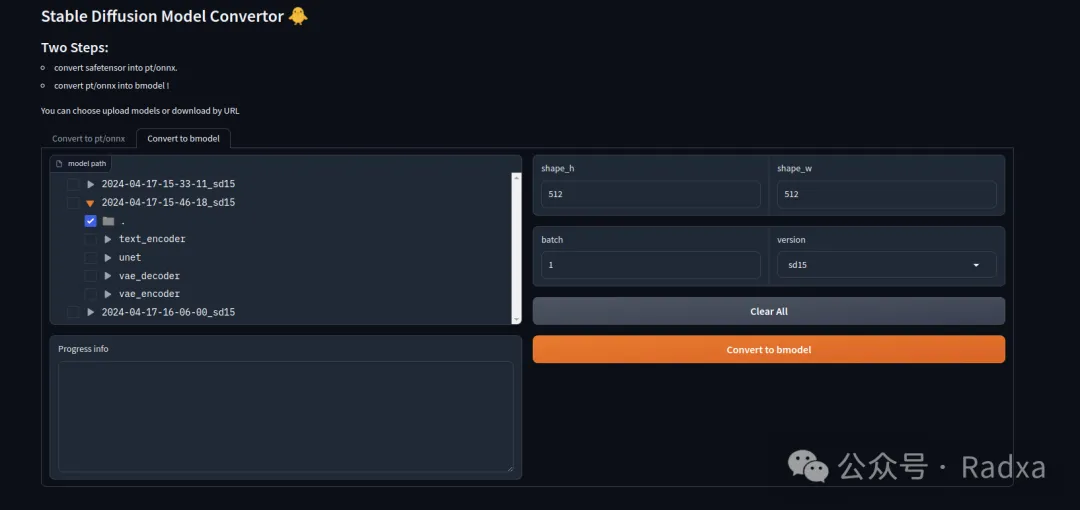 Stable Diffusion Model Convertor 🐥
Two Steps:
convert safetensor into pt/onnx.
convert pt/onnx into bmodel !
You can choose upload models or download by URL
Convert to pt/onnx
Convert to bmodel
model path
2024-04-17-15-33-11_sd15
2024-04-17-15-46-18_sd15
.
text_encoder
unet
vae_decoder
vae_encoder
2024-04-17-16-06-00_sd15
Progress info
shape_h
512
shape_w
512
batch
1
version
sd15
Clear All
Convert to bmodel
公众号 · Radxa